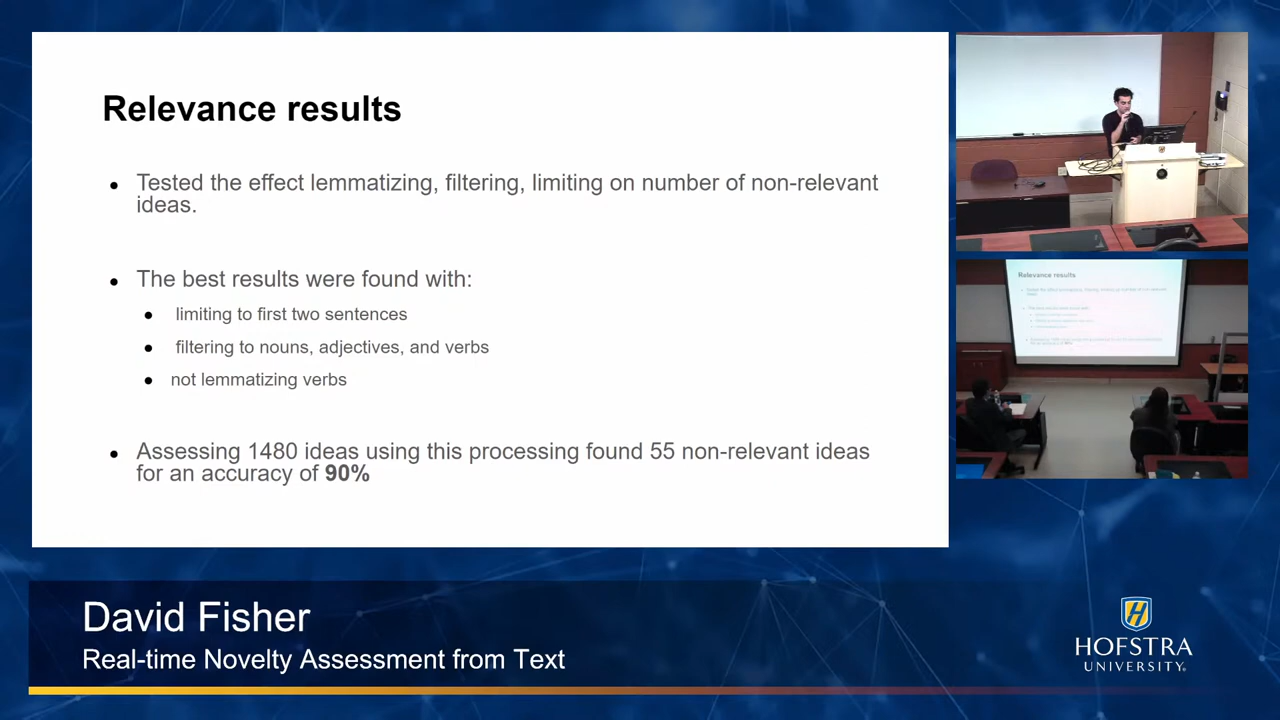 Relevance results
Tested the effect lemmatizing, filtering, limiting on number of non-relevant
ideas.
The best results were found with:
limiting to first two sentences
filtering to nouns, adjectives, and verbs
not lemmatizing verbs
Assessing 1480 ideas using this processing found 55 non-relevant ideas
for an accuracy of 90%
Relevance results
David Fisher
Real-time Novelty Assessment from Text
HOFSTRA
UNIVERSITY®